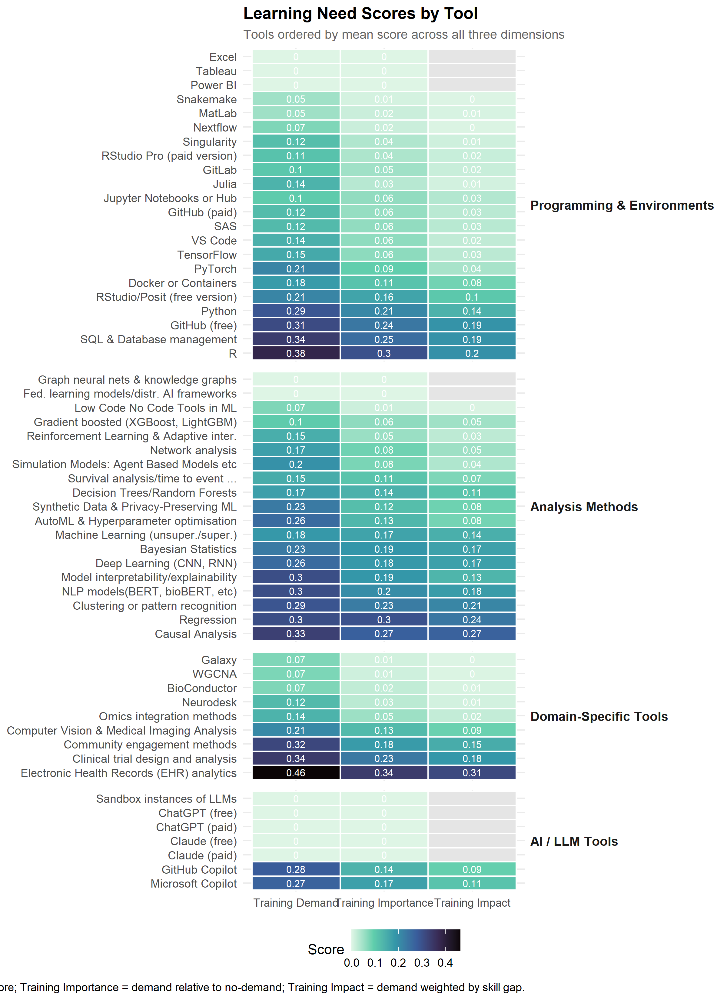 Learning Need Scores by Tool
Tools ordered by mean score across all three dimensions
Excel 0 0
Tableau 0 0
Power BI 0 0
Snakemake 0.05 0.01 0
MatLab 0.05 0.02 0.01
Nextflow 0.07 0.02 0
Singularity 0.12 0.04 0.01
RStudio Pro (paid version) 0.11 0.04 0.02
GitLab 0.1 0.05 0.02
Julia 0.14 0.03 0.01
Jupyter Notebooks or Hub 0.1 0.06 0.03
Programming & Environments
GitHub (paid) 0.12 0.06 0.03
SAS 0.12 0.06 0.03
VS Code 0.14 0.06 0.02
TensorFlow 0.15 0.06 0.03
PyTorch 0.21 0.09 0.04
Docker or Containers 0.18 0.11 0.08
RStudio/Posit (free version) 0.21 0.16 0.1
Python 0.29 0.21 0.14
GitHub (free) 0.31 0.24 0.19
SQL & Database management 0.34 0.25 0.19
R 0.38 0.3 0.2
Graph neural nets & knowledge graphs 0 0
Fed. learning models/distr. AI frameworks 0 0
Low Code No Code Tools in ML 0.07 0.01 0
Gradient boosted (XGBoost, LightGBM) 0.1 0.06 0.05
Reinforcement Learning & Adaptive inter. 0.15 0.05 0.03
Network analysis 0.17 0.08 0.05
Simulation Models: Agent Based Models etc 0.2 0.08 0.04
Survival analysis/time to event ... 0.15 0.11 0.07
Decision Trees/Random Forests 0.17 0.14 0.11
Synthetic Data & Privacy-Preserving ML 0.23 0.12 0.08 Analysis Methods
AutoML & Hyperparameter optimisation 0.26 0.13 0.08
Machine Learning (unsuper./super.) 0.18 0.17 0.14
Bayesian Statistics 0.23 0.19 0.17
Deep Learning (CNN, RNN) 0.26 0.18 0.17
Model interpretability/explainability 0.3 0.19 0.13
NLP models(BERT, bioBERT, etc) 0.3 0.2 0.18
Clustering or pattern recognition 0.29 0.23 0.21
Regression 0.3 0.3 0.24
Causal Analysis 0.33 0.27 0.27
Galaxy 0.07 0.01 0
WGCNA 0.07 0.01 0
BioConductor 0.07 0.02 0.01
Neurodesk 0.12 0.03 0.01
Omics integration methods 0.14 0.05 0.02 Domain-Specific Tools
Computer Vision & Medical Imaging Analysis 0.21 0.13 0.09
Community engagement methods 0.32 0.18 0.15
Clinical trial design and analysis 0.34 0.23 0.18
Electronic Health Records (EHR) analytics 0.46 0.34 0.31
Sandbox instances of LLMs 0 0
ChatGPT (free) 0 0
ChatGPT (paid) 0 0
Claude (free) 0 0 AI / LLM Tools
Claude (paid) 0 0
GitHub Copilot 0.28 0.14 0.09
Microsoft Copilot 0.27 0.17 0.11
Training Demand Training Importance Training Impact
Score
0.0 0.1 0.2 0.3 0.4
ore; Training Importance = demand relative to no-demand; Training Impact = demand weighted by skill gap.